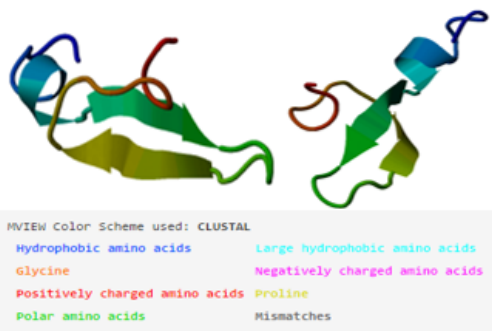 MVIEW Color Scheme used: CLUSTAL
Hydrophobic amino acids Large hydrophobic amino acids
Glycine Negatively charged amino acids
Positively charged amino acids Proline
Polar amino acids Mismatches